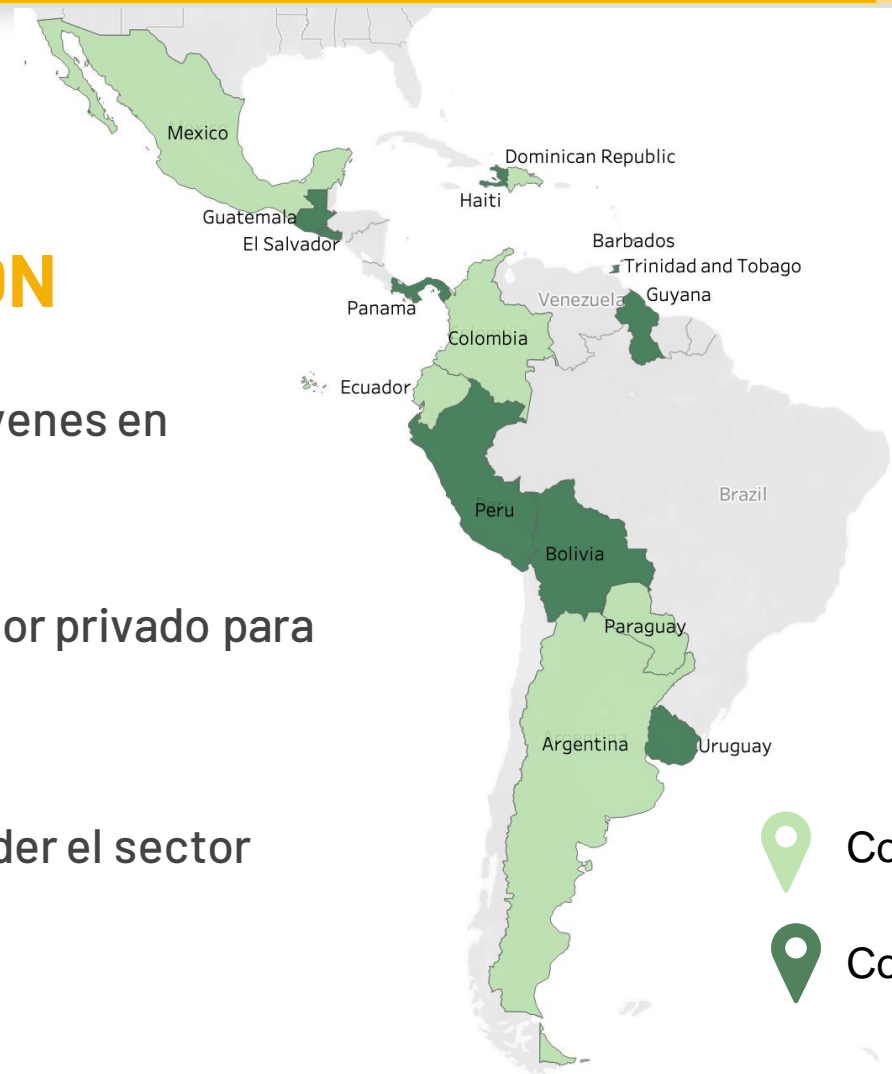 ÓN
venes en
or privado para
der el sector
Mexico
Dominican Republic
Haiti
Guatemala
El Salvador
Barbados
Trinidad and Tobago
Venezuela
Guyana
Panama
Colombia
Ecuador
Brazil
Peru
Bolivia
Paraguay
Argentina
Uruguay
Co
Co